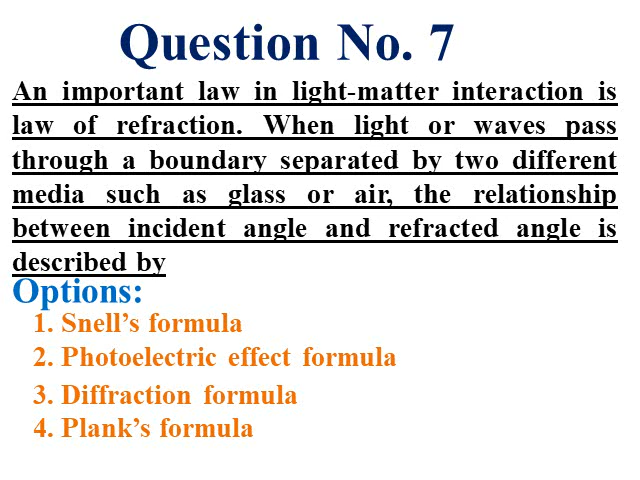 Question No. 7
An important law in light-matter interaction is
law of refraction. When light or waves pass
through a boundary separated by two different
media such as glass or air, the relationship
between incident angle and refracted angle is
described by
Options:
1. Snell’s formula
2. Photoelectric effect formula
3. Diffraction formula
4. Plank’s formula